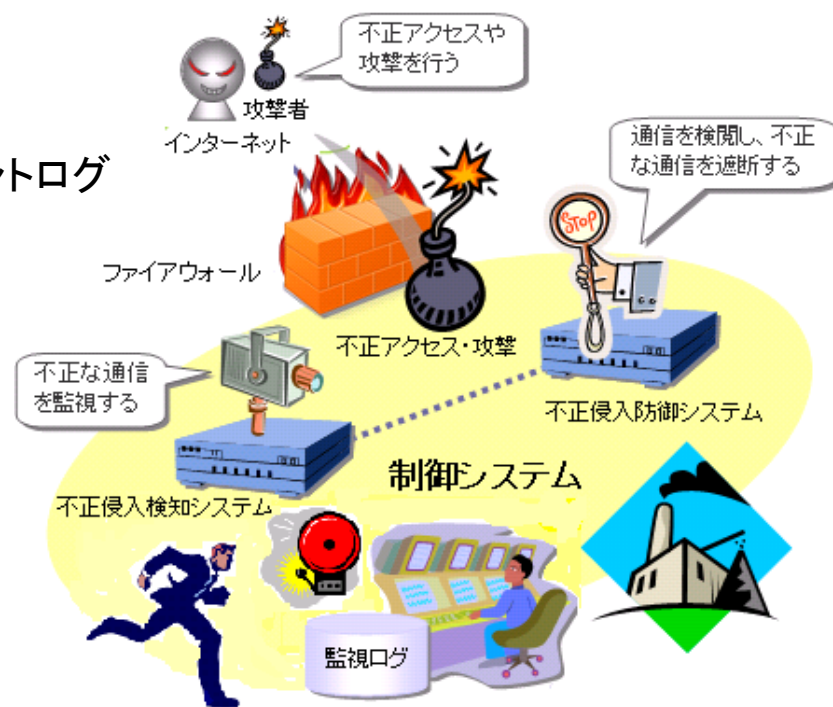 不正アクセスや
攻撃を行う
攻撃者
インターネット
トログ
通信を検閲し、不正
な通信を遮断する
STOP
ファイアウォール
不正アクセス・攻撃
不正な通信
を監視する
不正侵入防御システム
制御システム
不正侵入検知システム
監視ログ